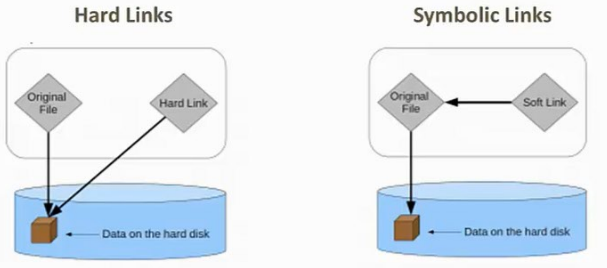 Hard Links
Original
File
Hard Link
Data on the hard disk
Symbolic Links
Original
File
Soft Link
Data on the hard disk